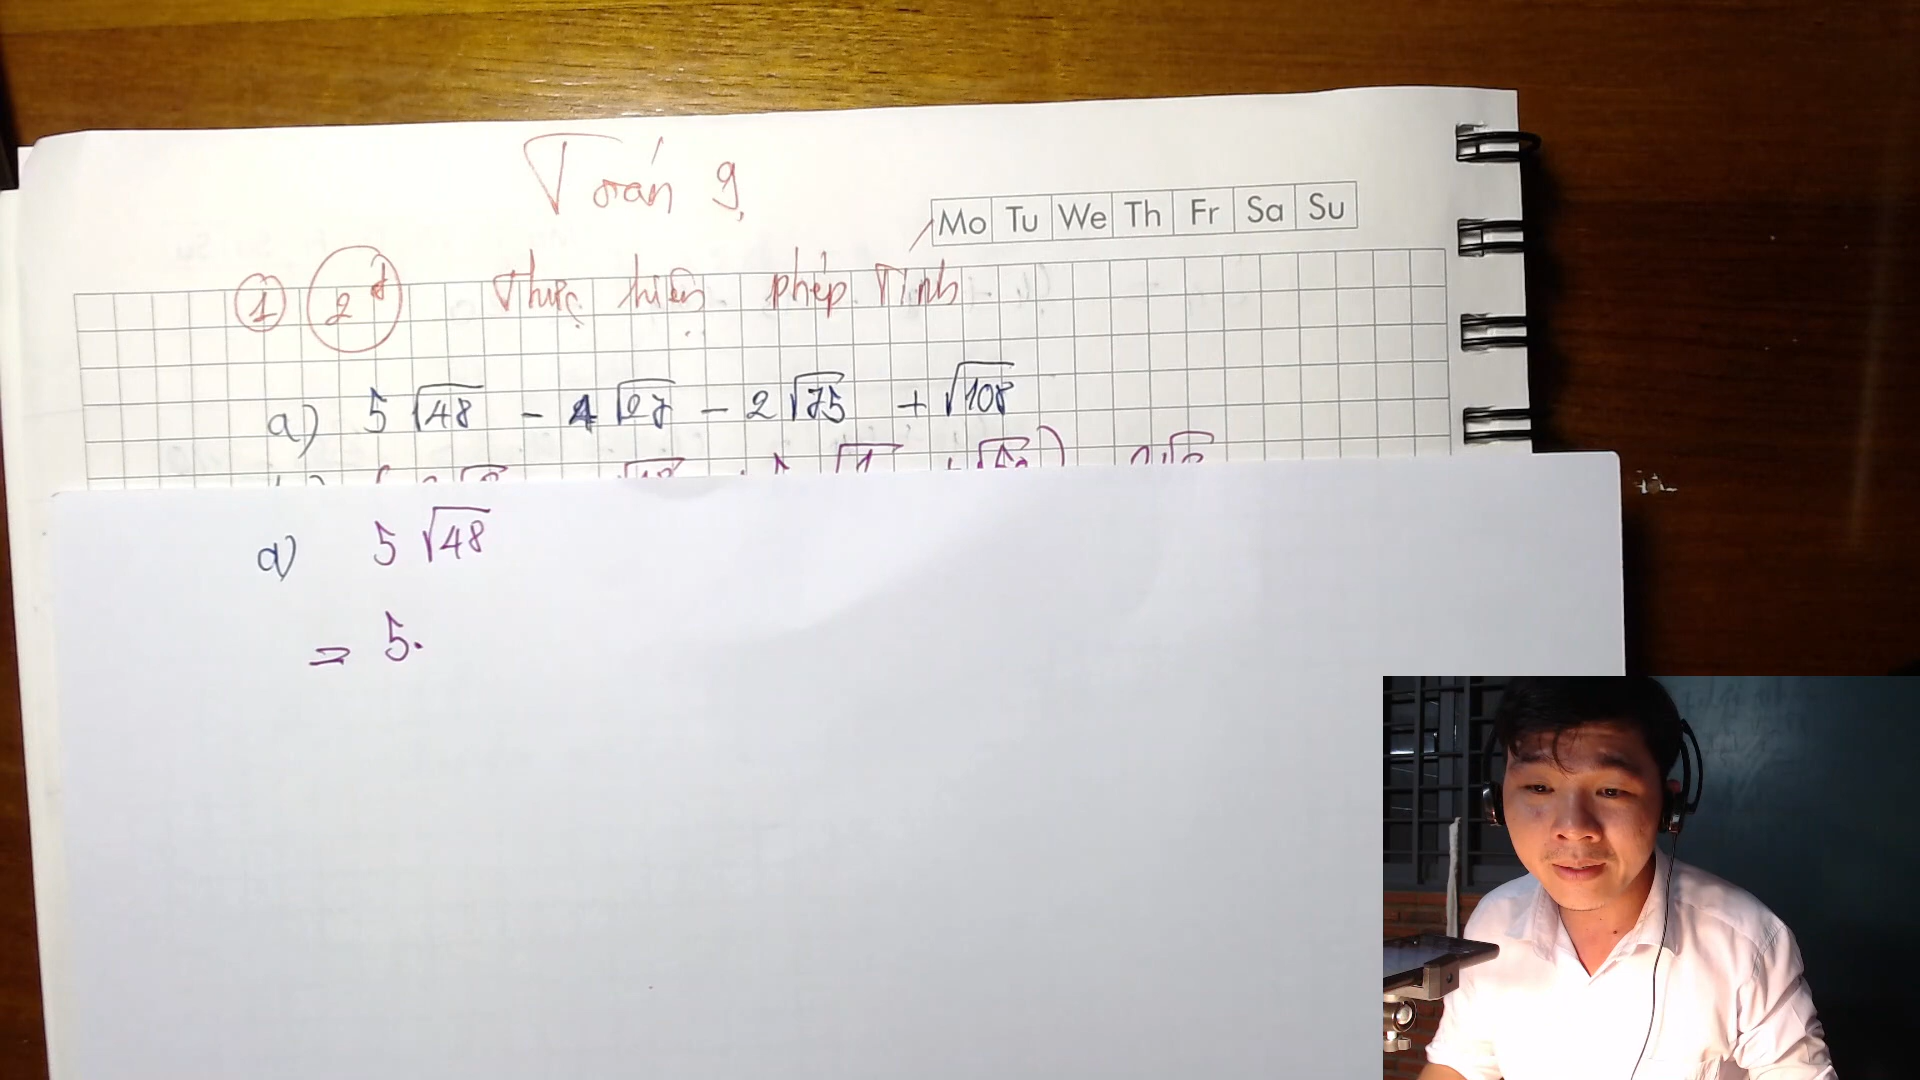 Toán 9
Mo Tu We Th Fr Sa Su
1 2đ Thực hiện phép tính
a) 5√48 - 4√27 - 2√75 + √108
a) 5√48
= 5.